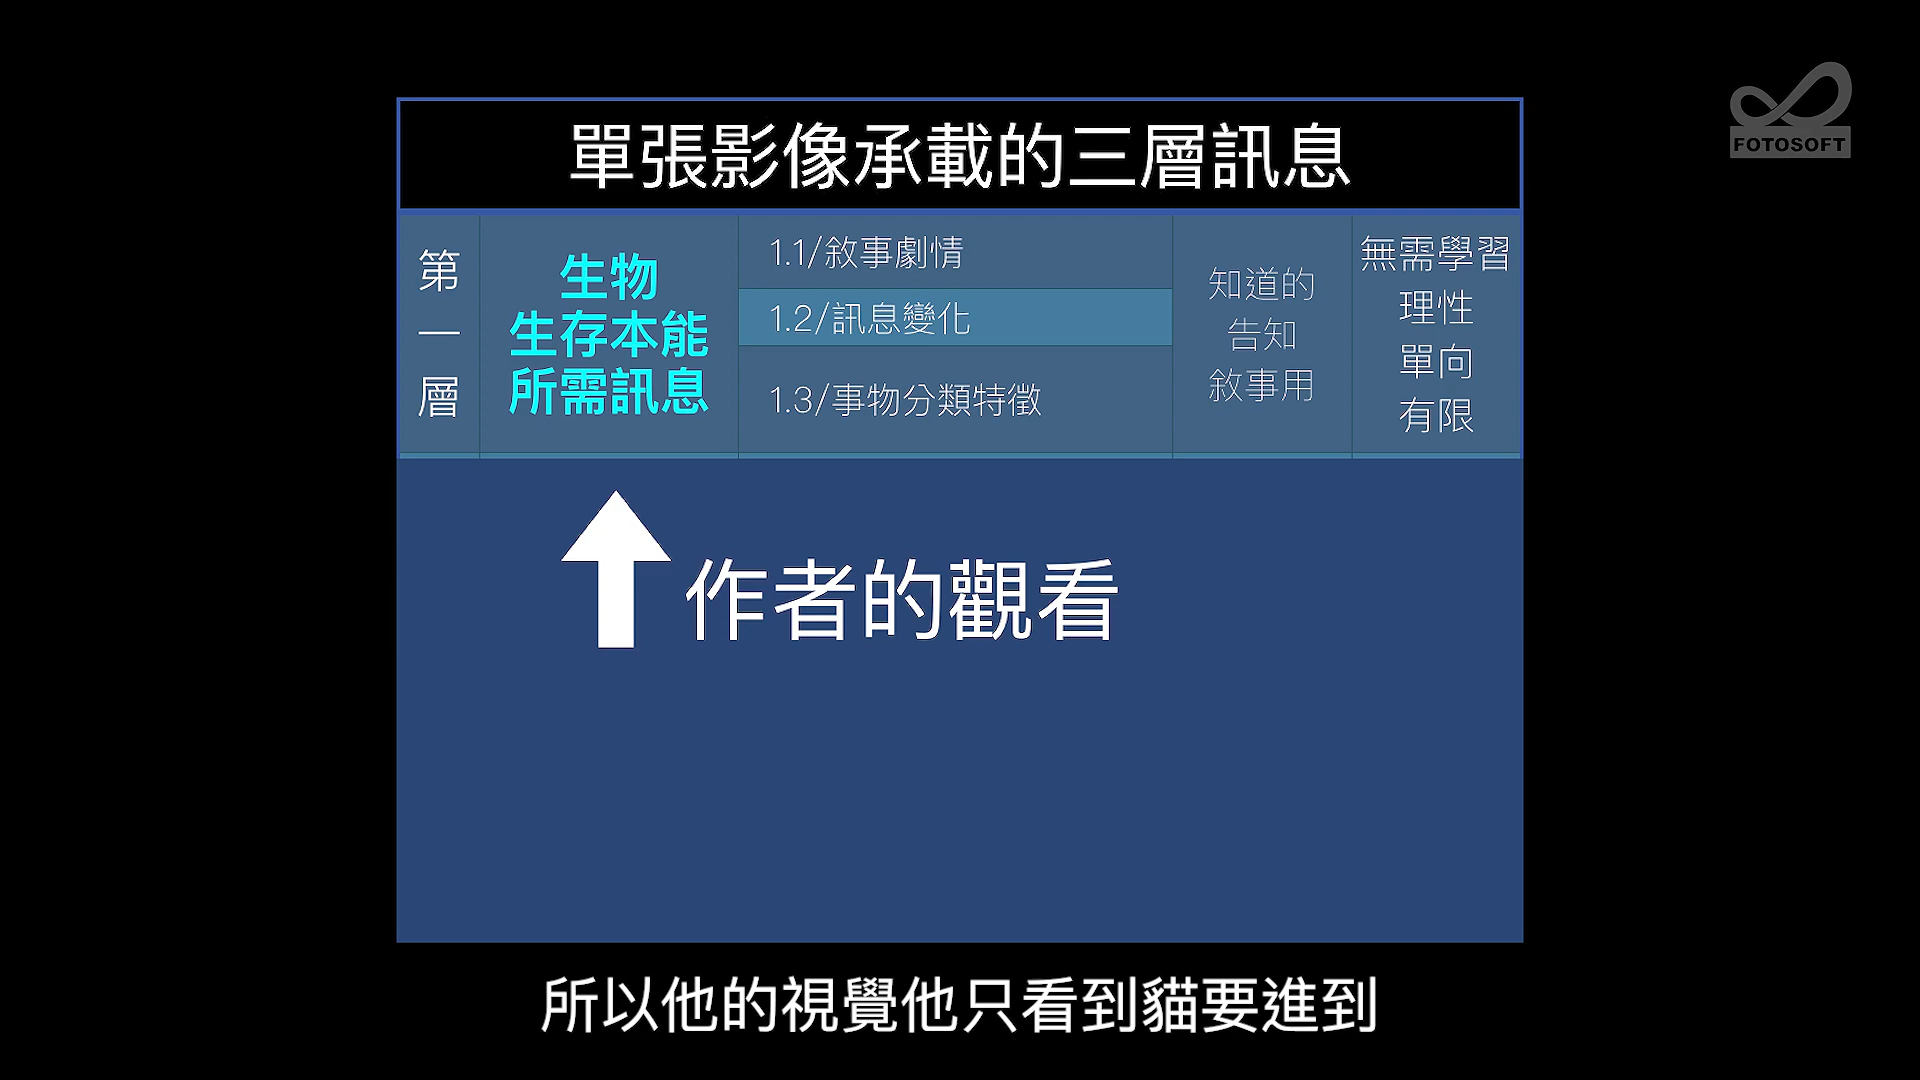 FOTOSOFT
單張影像承載的三層訊息
第一層
生物
生存本能
所需訊息
1.1/敘事劇情
1.2/訊息變化
1.3/事物分類特徵
知道的
告知
敘事用
無需學習
理性
單向
有限
作者的觀看
所以他的視覺他只看到貓要進到